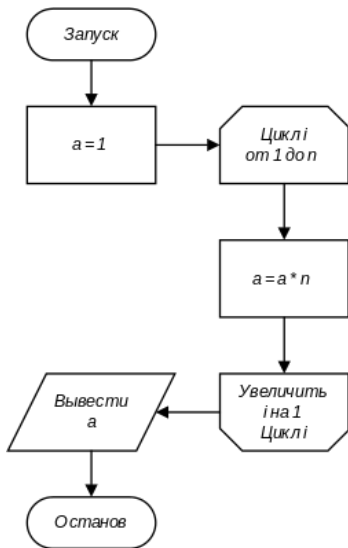 Запуск
a = 1
Цикл i
от 1 до n
a = a * n
Увеличить
i на 1
Цикл i
Вывести
a
Останов